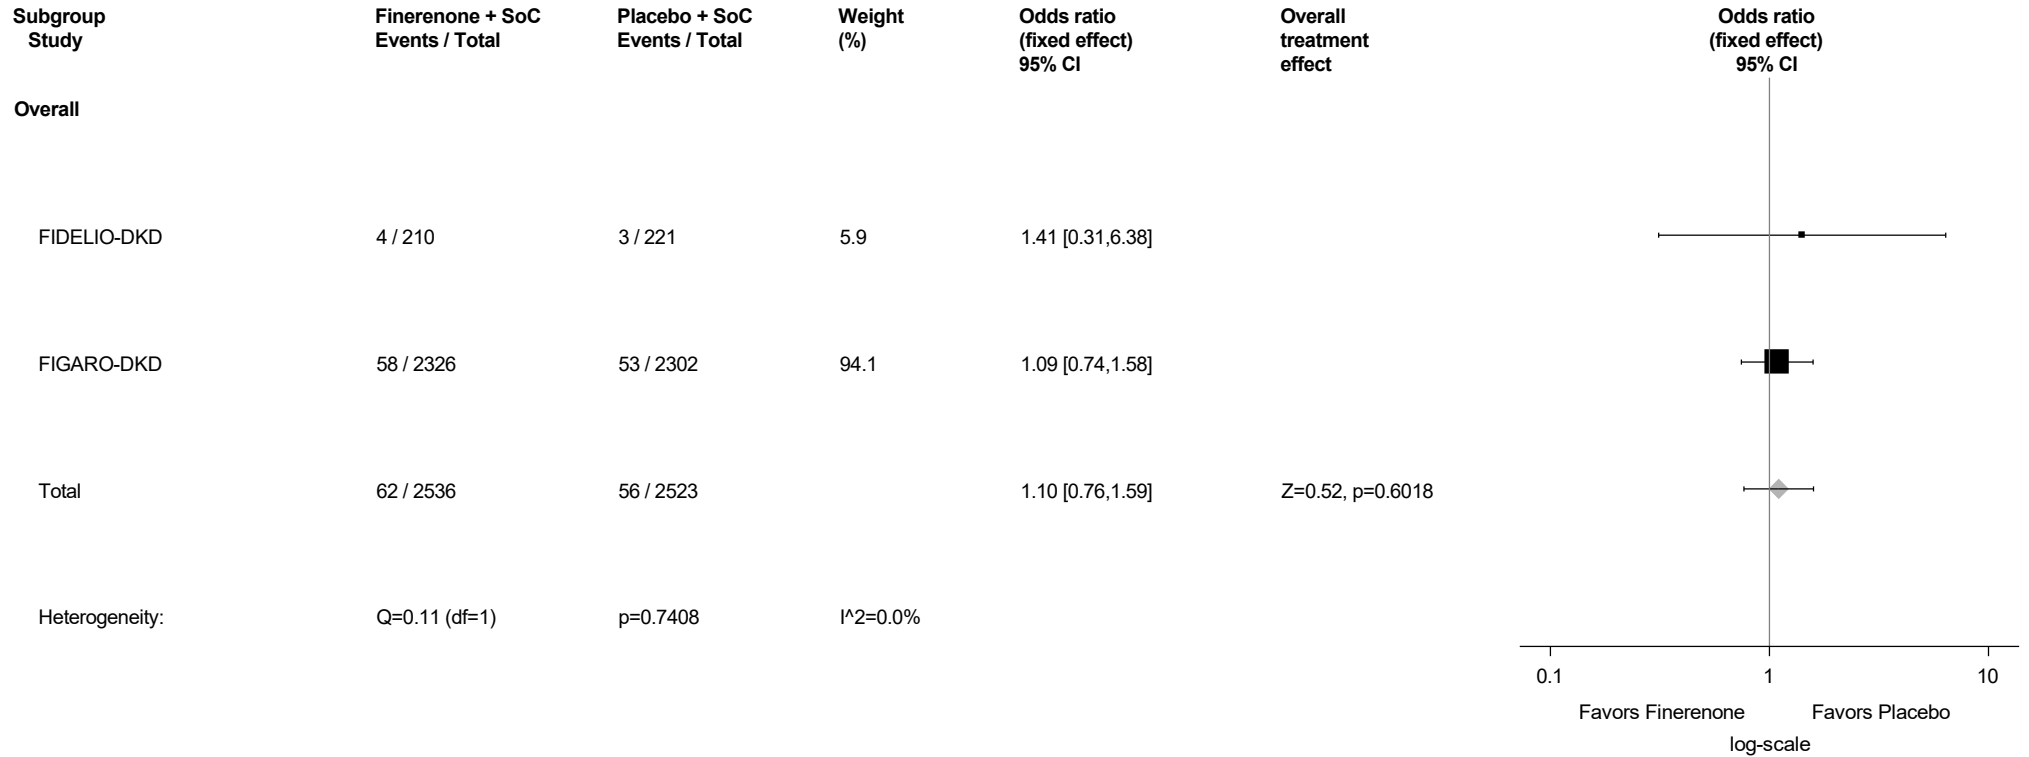 Subgroup Finerenone + SoC Placebo + SoC Weight Odds ratio Overall Odds ratio
Study Events / Total Events / Total (%) (fixed effect) treatment (fixed effect)
95% CI effect 95% CI
Overall
FIDELIO-DKD 4 / 210 3 / 221 5.9 1.41 [0.31,6.38]
FIGARO-DKD 58 / 2326 53 / 2302 94.1 1.09 [0.74,1.58]
Total 62 / 2536 56 / 2523 1.10 [0.76,1.59] Z=0.52, p=0.6018
Heterogeneity: Q=0.11 (df=1) p=0.7408 I^2=0.0%
0.1 1 10
Favors Finerenone Favors Placebo
log-scale